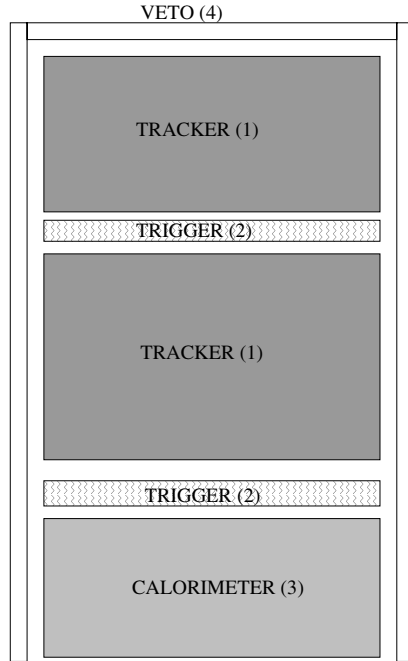 VETO (4)
TRACKER (1)
TRIGGER (2)
TRACKER (1)
TRIGGER (2)
CALORIMETER (3)